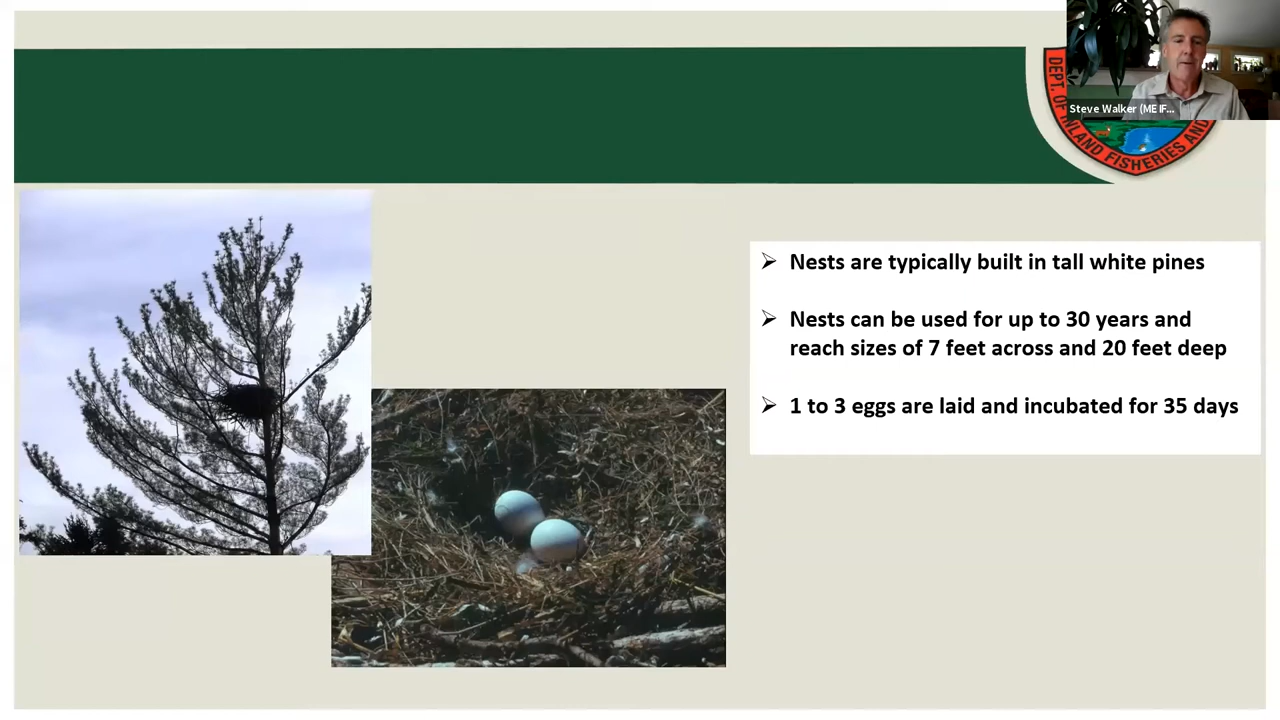 Steve Walker (ME IF...
DEPT. OF
INLAND FISHERIES AND
➢ Nests are typically built in tall white pines
➢ Nests can be used for up to 30 years and
reach sizes of 7 feet across and 20 feet deep
➢ 1 to 3 eggs are laid and incubated for 35 days